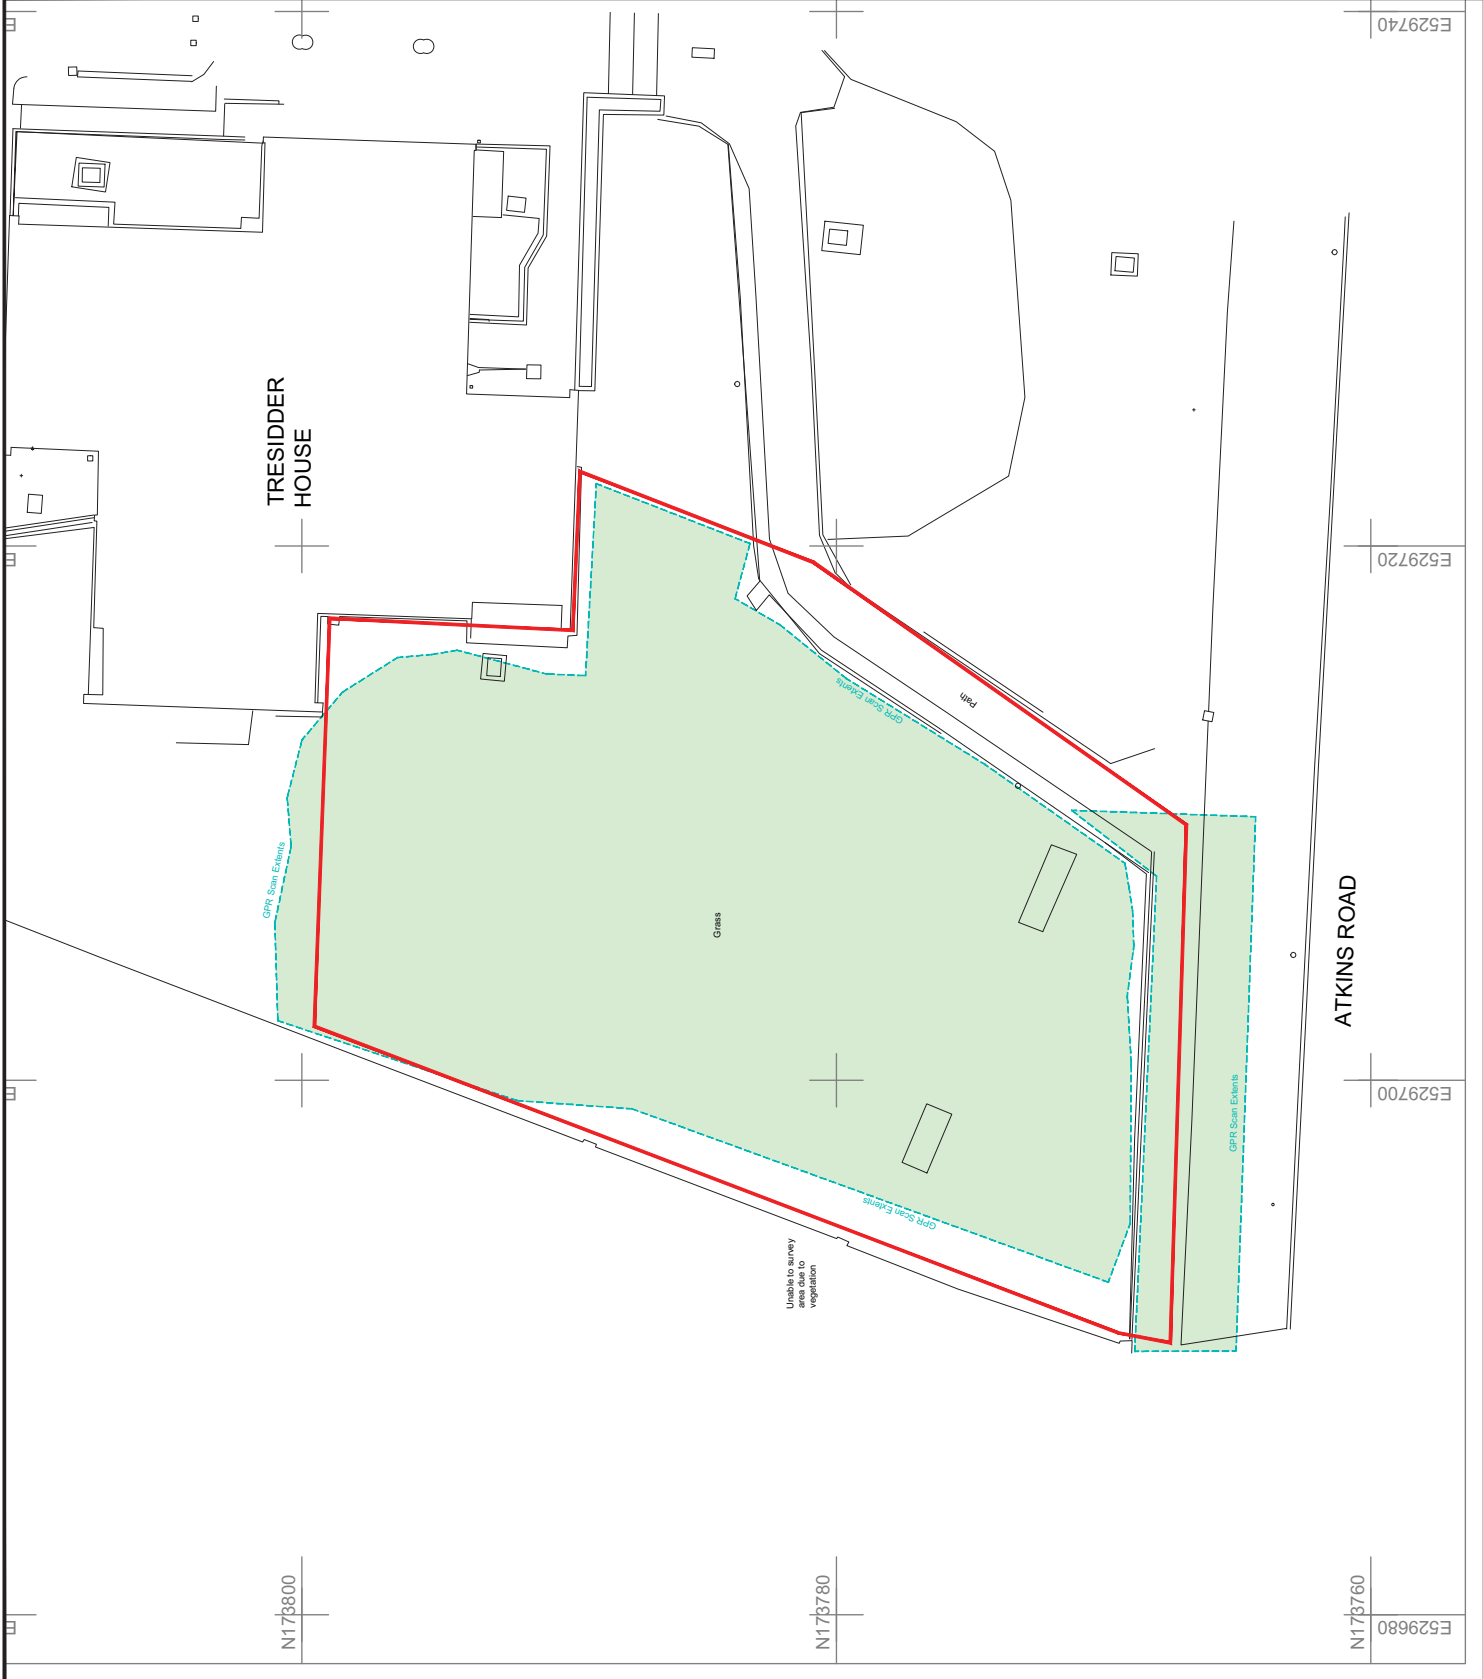 E529740
TRESIDDER
HOUSE
E529720
GPR Scan Extents
Path
GPR Scan Extents
Grass
ATKINS ROAD
E529700
GPR Scan Extents
GPR Scan Extents
Unable to survey
area due to
vegetation
N173800
N173780
N173760
E529680